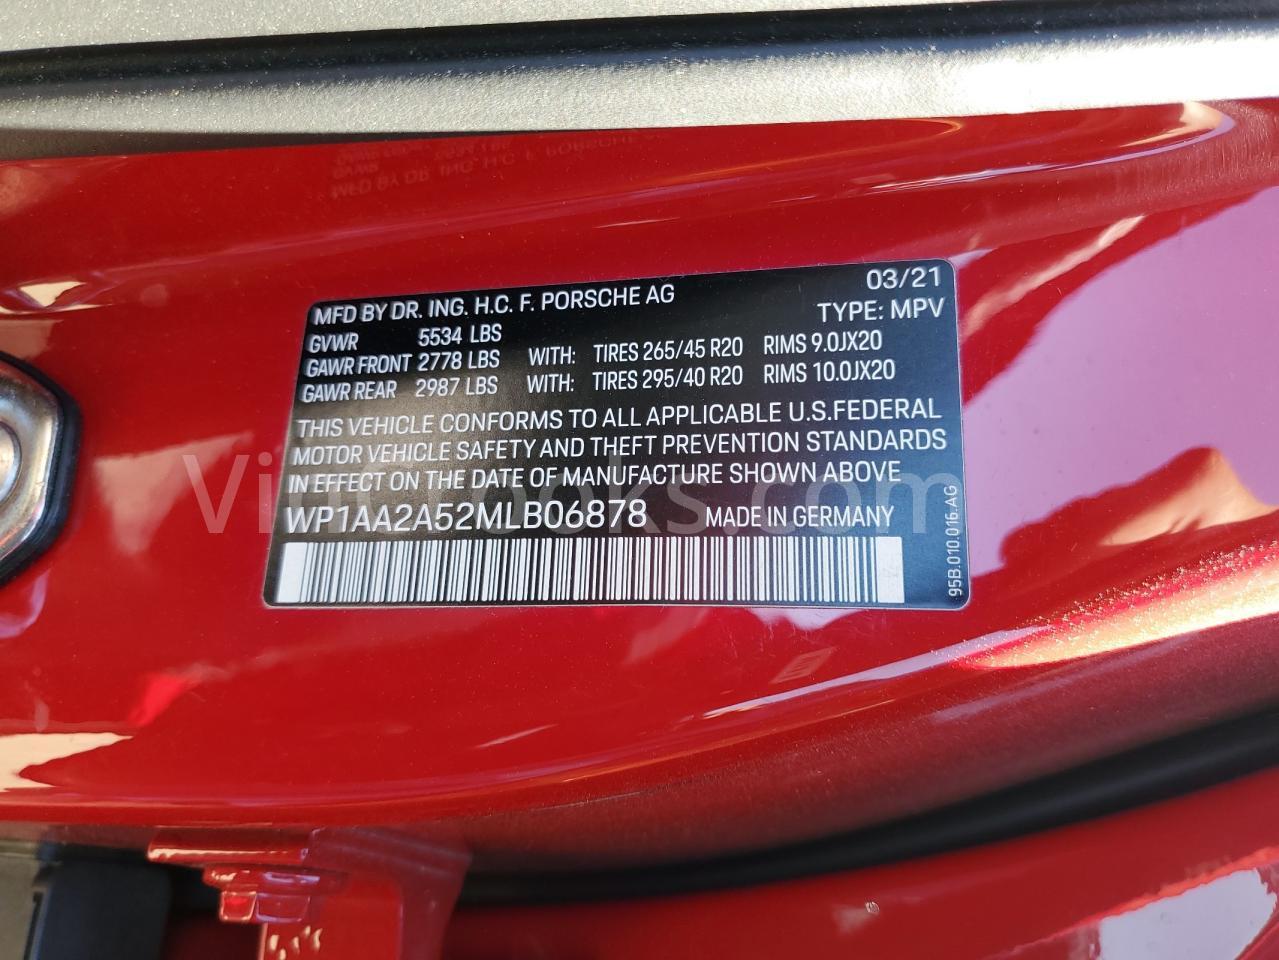 MFD BY DR. ING. H.C. F. PORSCHE AG 03/21
TYPE: MPV
GVWR 5534 LBS
GAWR FRONT 2778 LBS WITH: TIRES 265/45 R20 RIMS 9.0JX20
GAWR REAR 2987 LBS WITH: TIRES 295/40 R20 RIMS 10.0JX20
THIS VEHICLE CONFORMS TO ALL APPLICABLE U.S.FEDERAL
MOTOR VEHICLE SAFETY AND THEFT PREVENTION STANDARDS
IN EFFECT ON THE DATE OF MANUFACTURE SHOWN ABOVE
WP1AA2A52MLB06878 MADE IN GERMANY
95B.010.016.AG